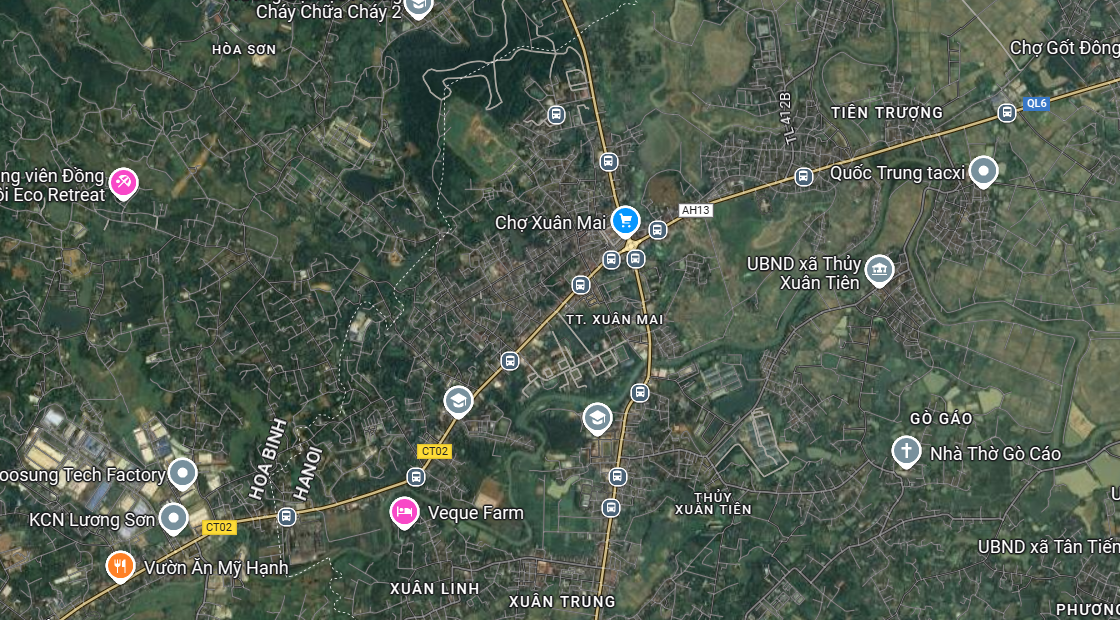 Cháy Chữa Cháy 2
HÒA SƠN
Chợ Gốt Đông
QL6
TL412B
TIÊN TRƯỢNG
ng viên Đồng
ồi Eco Retreat
Quốc Trung tacxi
AH13
Chợ Xuân Mai
UBND xã Thủy
Xuân Tiên
TT. XUÂN MAI
GÒ GÁO
HOA BINH
HANOI
CT02
Nhà Thờ Gò Cáo
oosung Tech Factory
THỦY
XUÂN TIÊN
KCN Lương Sơn
CT02
Veque Farm
UBND xã Tân Tiến
Vườn Ăn Mỹ Hạnh
XUÂN LINH
XUÂN TRUNG
PHƯƠNG